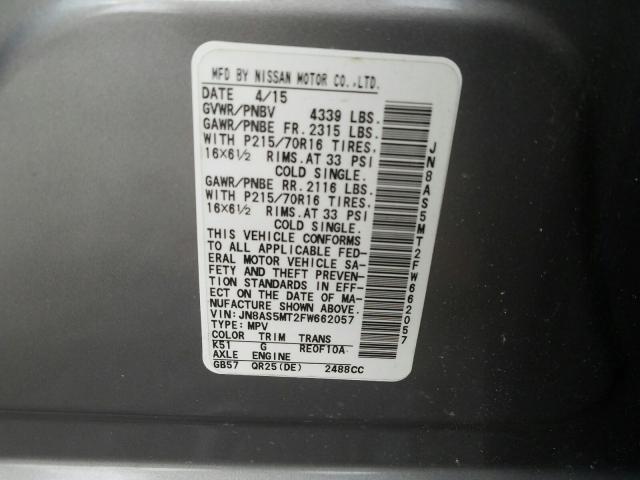 MFD BY NISSAN MOTOR CO.,LTD.
DATE 4/15
GVWR/PNBV 4339 LBS.
GAWR/PNBE FR. 2315 LBS.
WITH P215/70R16 TIRES.
16X6½ RIMS.AT 33 PSI
COLD SINGLE.
GAWR/PNBE RR. 2116 LBS.
WITH P215/70R16 TIRES.
16X6½ RIMS.AT 33 PSI
COLD SINGLE.
THIS VEHICLE CONFORMS
TO ALL APPLICABLE FED-
ERAL MOTOR VEHICLE SA-
FETY AND THEFT PREVEN-
TION STANDARDS IN EFF-
ECT ON THE DATE OF MA-
NUFACTURE SHOWN ABOVE.
VIN: JN8AS5MT2FW662057
TYPE: MPV
COLOR TRIM TRANS
K51 G RE0F10A
AXLE ENGINE
GB57 QR25(DE) 2488CC
JN8AS5MT2FW662057